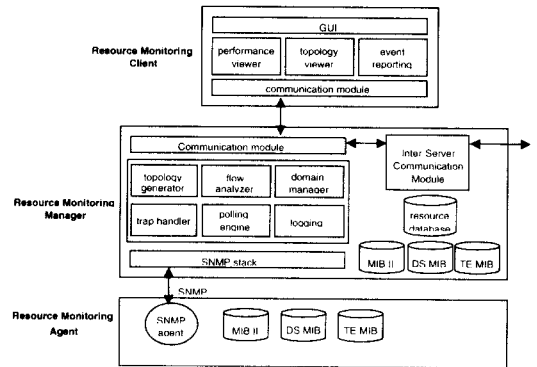 GUI
Resource Monitoring
Client
performance
viewer
topology
viewer
event
reporting
communication module
Communication module
Inter Server
Communication
Module
topology
generator
flow
analyzer
domain
manager
Resource Monitoring
Manager
trap handler
polling
engine
logging
resource
database
SNMP stack
MIB II
DS MIB
TE MIB
SNMP
Resource Monitoring
Agent
SNMP
agent
MIB II
DS MIB
TE MIB